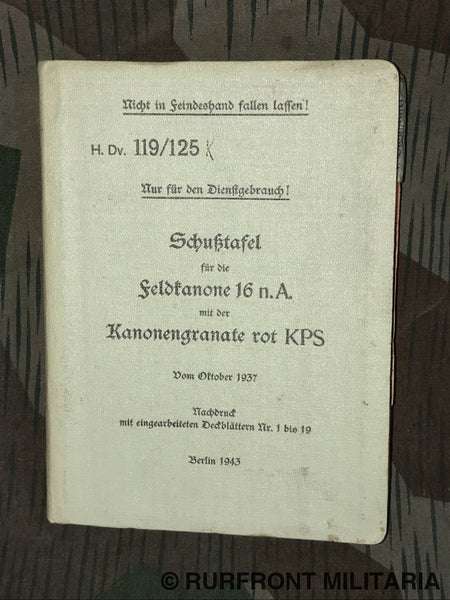 Nicht in Feindeshand fallen lassen!
H. Dv. 119/125 K
Nur für den Dienstgebrauch!
Schußtafel
für die
Feldkanone 16 n.A.
mit der
Kanonengranate rot KPS
Vom Oktober 1937
Nachdruck
mit eingearbeiteten Deckblättern Nr. 1 bis 19
Berlin 1943
© RURFRONT MILITARIA